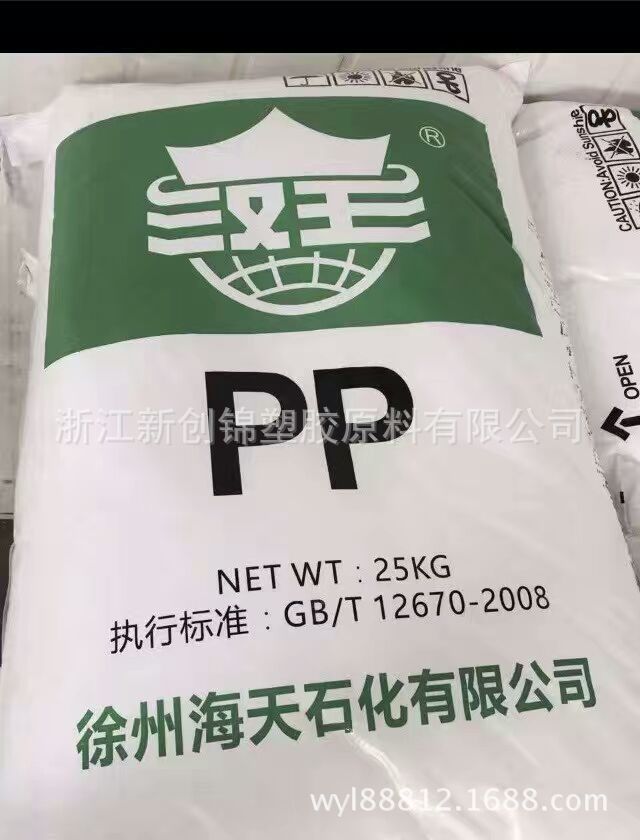 汉王
®
PP
浙江新创锦塑胶原料有限公司
NET WT：25KG
执行标准：GB/T 12670-2008
徐州海天石化有限公司
CAUTION:Avoid Sunshie
OPEN
wyl88812.1688.com